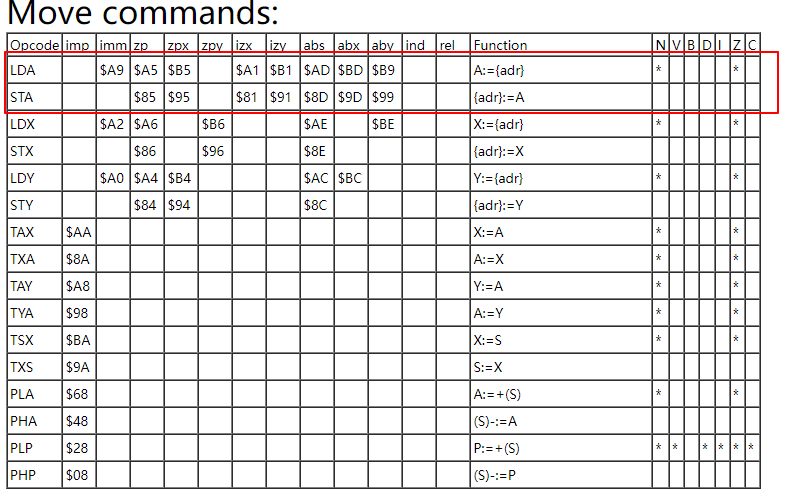 Move commands:
Opcode imp imm zp zpx zpy izx izy abs abx aby ind rel Function N V B D I Z C
LDA $A9 $A5 $B5 $A1 $B1 $AD $BD $B9 A:={adr} * *
STA $85 $95 $81 $91 $8D $9D $99 {adr}:=A
LDX $A2 $A6 $B6 $AE $BE X:={adr} * *
STX $86 $96 $8E {adr}:=X
LDY $A0 $A4 $B4 $AC $BC Y:={adr} * *
STY $84 $94 $8C {adr}:=Y
TAX $AA X:=A * *
TXA $8A A:=X * *
TAY $A8 Y:=A * *
TYA $98 A:=Y * *
TSX $BA X:=S * *
TXS $9A S:=X
PLA $68 A:=+(S) * *
PHA $48 (S)-:=A
PLP $28 P:=+(S) * * * * * *
PHP $08 (S)-:=P